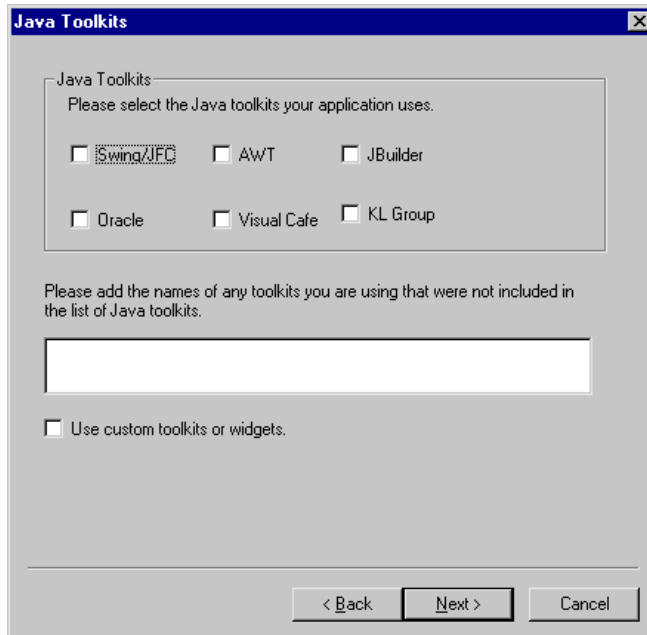 Java Toolkits
Java Toolkits
Please select the Java toolkits your application uses.
Swing/JFC AWT JBuilder
Oracle Visual Cafe KL Group
Please add the names of any toolkits you are using that were not included in
the list of Java toolkits.
Use custom toolkits or widgets.
< Back Next > Cancel